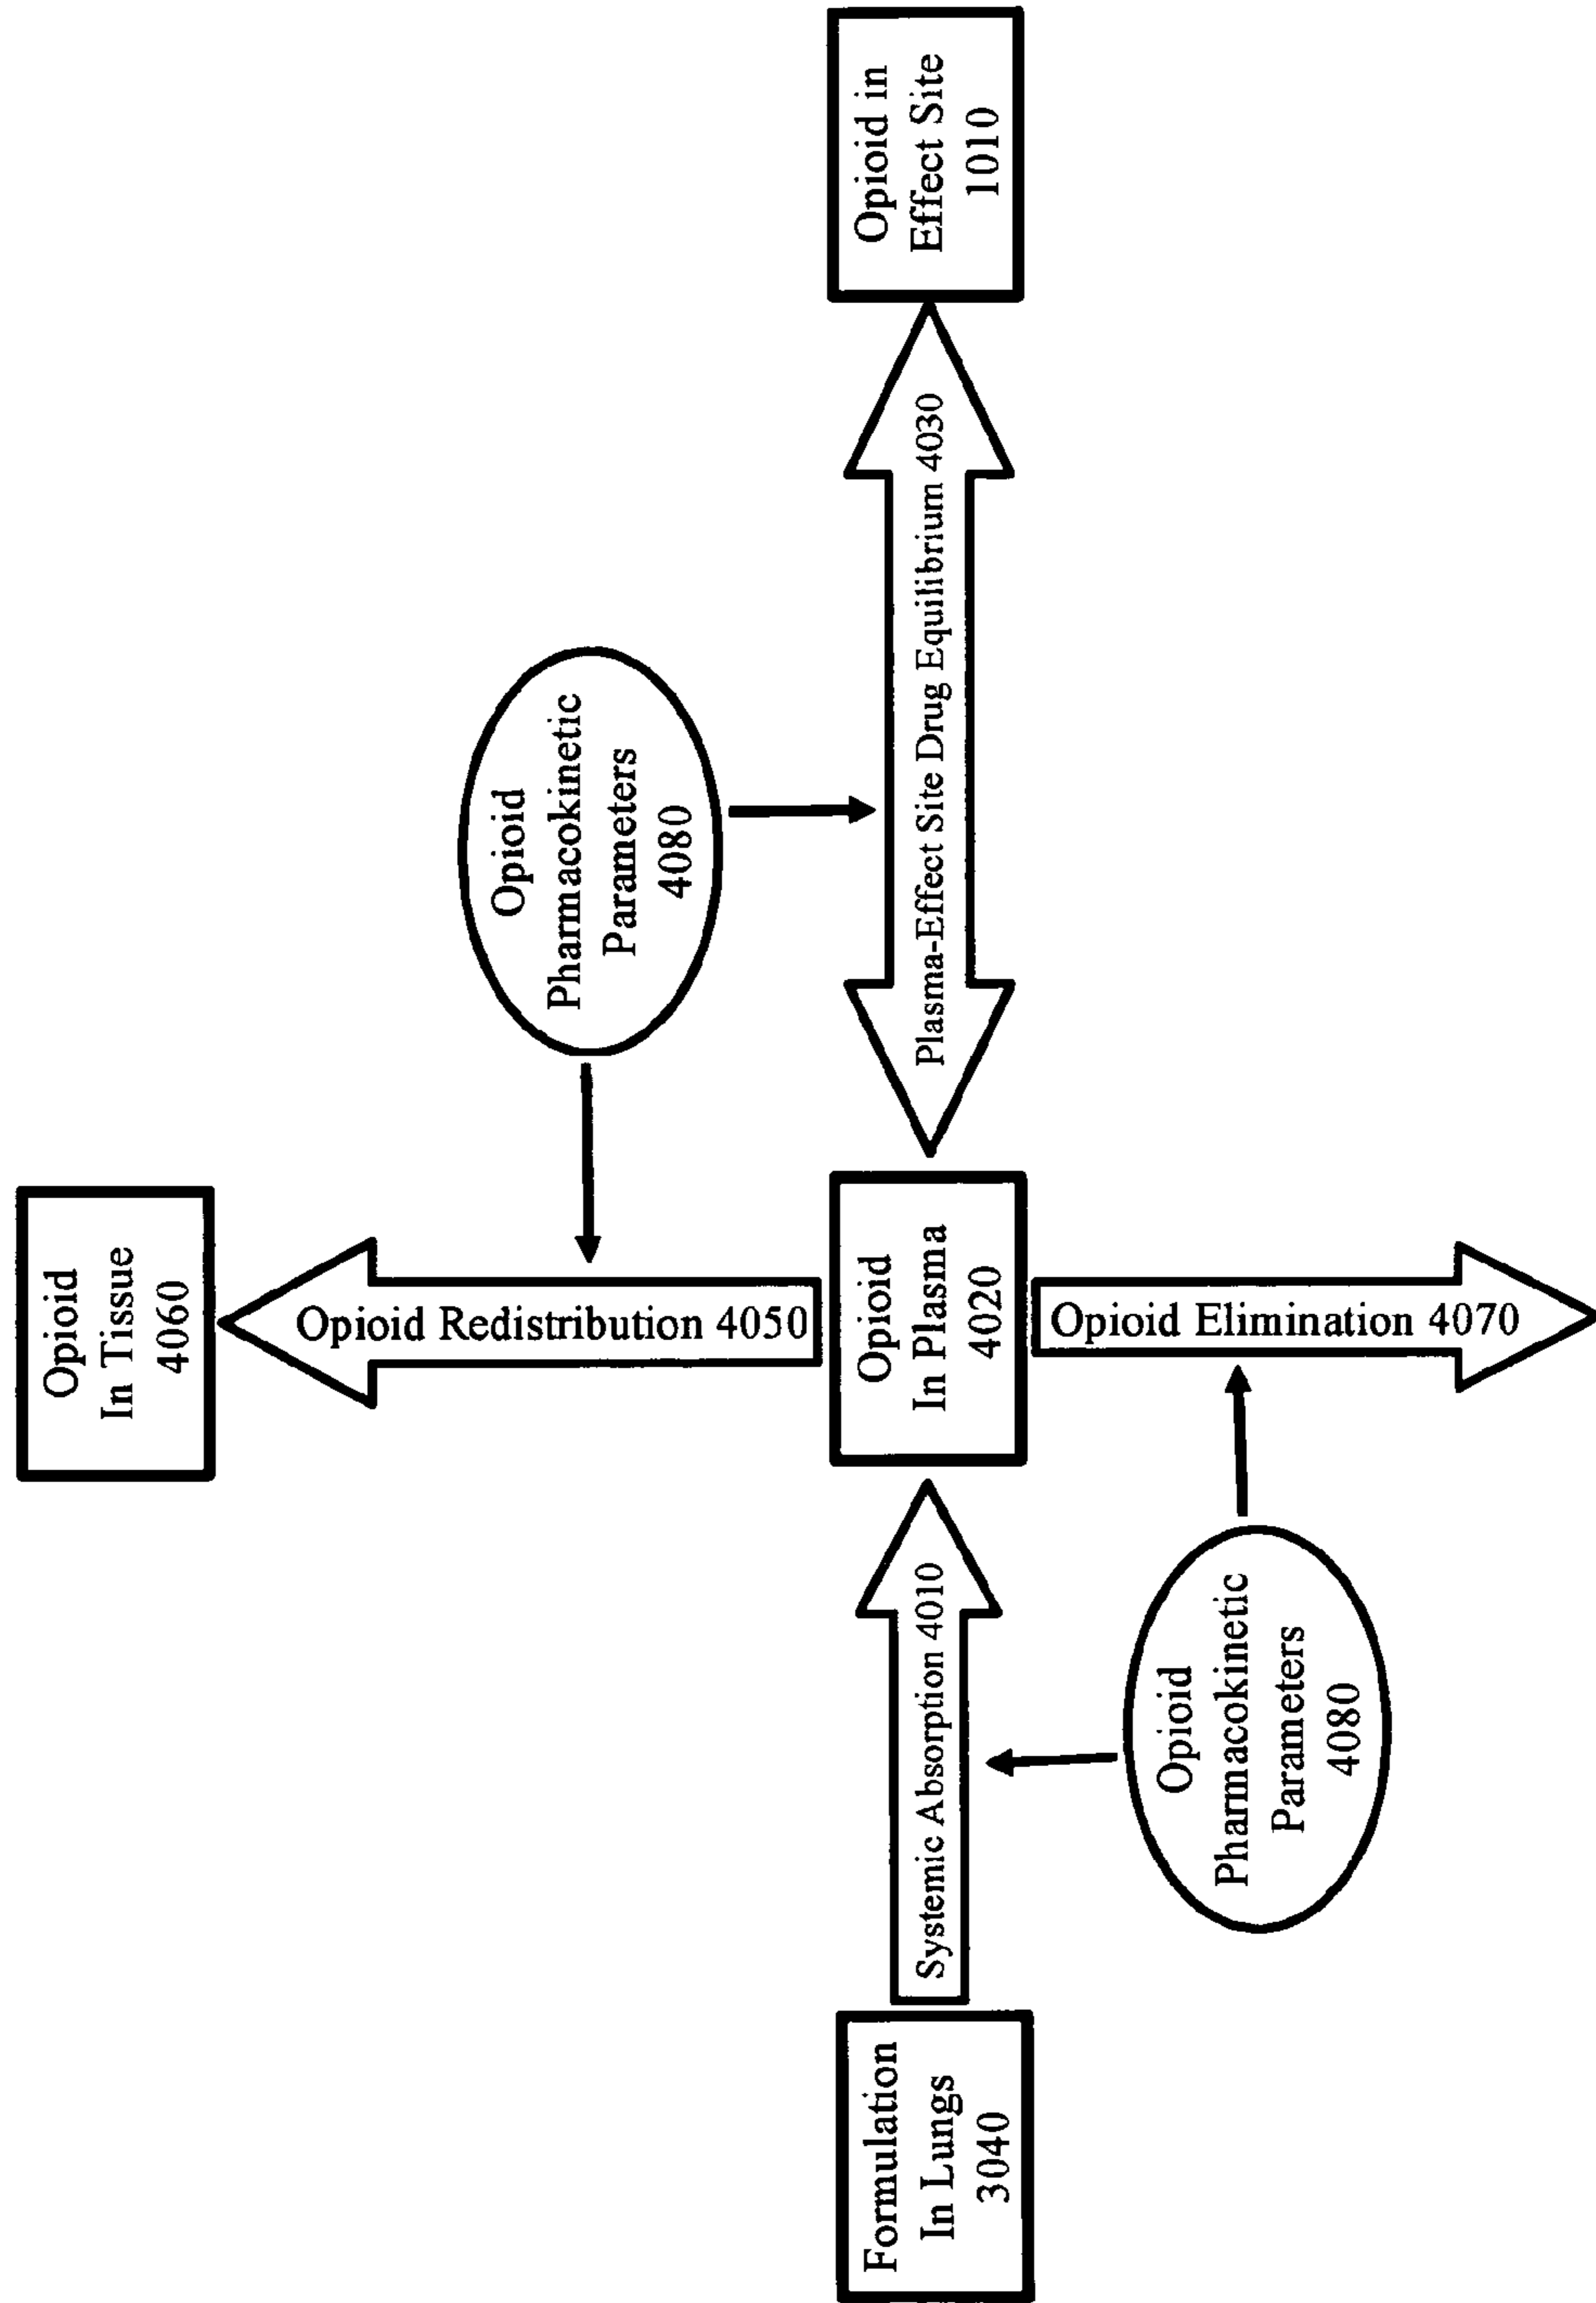 Opioid
In Tissue
4060
Opioid Redistribution 4050
Opioid
Pharmacokinetic
Parameters
4080
Formulation
In Lungs
3040
Systemic Absorption 4010
Opioid
In Plasma
4020
Plasma-Effect Site Drug Equilibrium 4030
Opioid in
Effect Site
1010
Opioid
Pharmacokinetic
Parameters
4080
Opioid Elimination 4070